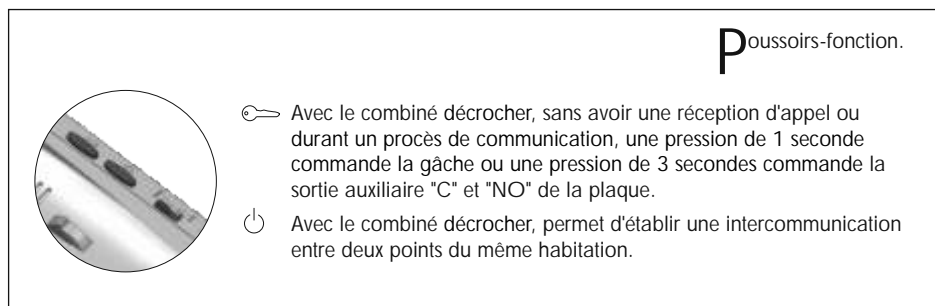 Poussoirs-fonction.
Avec le combiné décrocher, sans avoir une réception d'appel ou
durant un procès de communication, une pression de 1 seconde
commande la gâche ou une pression de 3 secondes commande la
sortie auxiliaire "C" et "NO" de la plaque.
Avec le combiné décrocher, permet d'établir une intercommunication
entre deux points du même habitation.